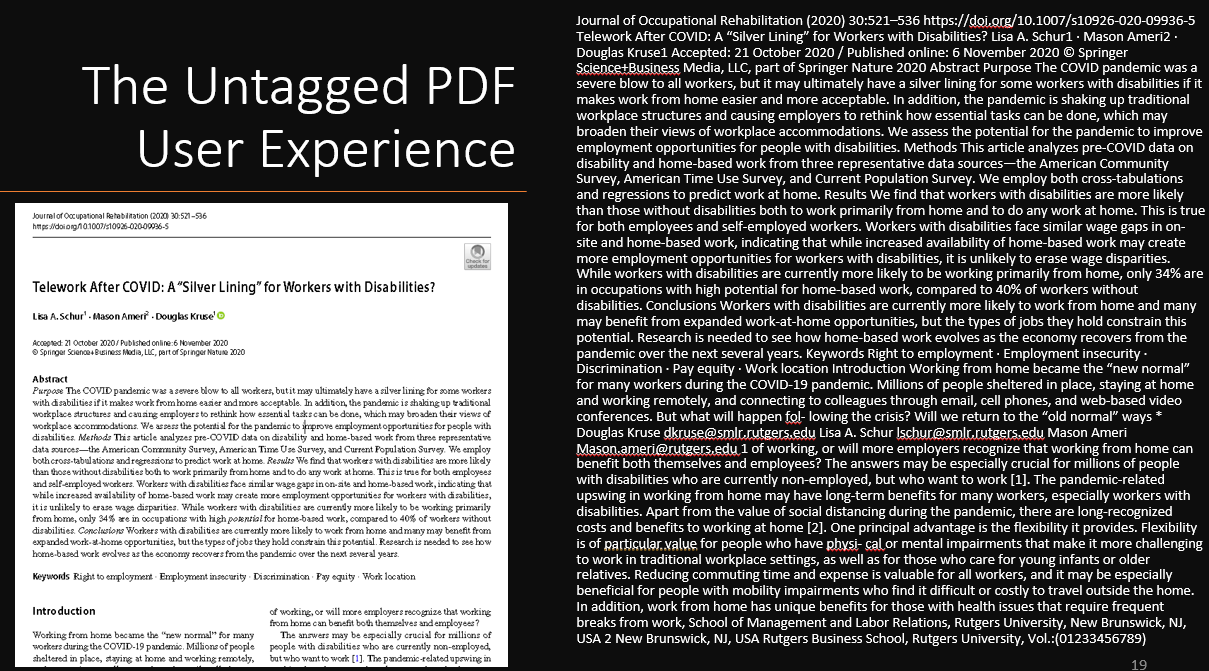 The Untagged PDF
User Experience
Journal of Occupational Rehabilitation (2020) 30:521–536
https://doi.org/10.1007/s10926-020-09936-5
Check for
updates
Telework After COVID: A “Silver Lining” for Workers with Disabilities?
Lisa A. Schur1 · Mason Ameri2 · Douglas Kruse1
Accepted: 21 October 2020 / Published online: 6 November 2020
© Springer Science+Business Media, LLC, part of Springer Nature 2020
Abstract
Purpose The COVID pandemic was a severe blow to all workers, but it may ultimately have a silver lining for some workers
with disabilities if it makes work from home easier and more acceptable. In addition, the pandemic is shaking up traditional
workplace structures and causing employers to rethink how essential tasks can be done, which may broaden their views of
workplace accommodations. We assess the potential for the pandemic to improve employment opportunities for people with
disabilities. Methods This article analyzes pre-COVID data on disability and home-based work from three representative
data sources—the American Community Survey, American Time Use Survey, and Current Population Survey. We employ
both cross-tabulations and regressions to predict work at home. Results We find that workers with disabilities are more likely
than those without disabilities both to work primarily from home and to do any work at home. This is true for both employees
and self-employed workers. Workers with disabilities face similar wage gaps in on-site and home-based work, indicating that
while increased availability of home-based work may create more employment opportunities for workers with disabilities,
it is unlikely to erase wage disparities. While workers with disabilities are currently more likely to be working primarily
from home, only 34% are in occupations with high potential for home-based work, compared to 40% of workers without
disabilities. Conclusions Workers with disabilities are currently more likely to work from home and many may benefit from
expanded work-at-home opportunities, but the types of jobs they hold constrain this potential. Research is needed to see how
home-based work evolves as the economy recovers from the pandemic over the next several years.
Keywords Right to employment · Employment insecurity · Discrimination · Pay equity · Work location
Introduction
Working from home became the “new normal” for many
workers during the COVID-19 pandemic. Millions of people
sheltered in place, staying at home and working remotely,
of working, or will more employers recognize that working
from home can benefit both themselves and employees?
The answers may be especially crucial for millions of
people with disabilities who are currently non-employed,
but who want to work [1]. The pandemic-related upswing in
Journal of Occupational Rehabilitation (2020) 30:521–536 https://doi.org/10.1007/s10926-020-09936-5
Telework After COVID: A “Silver Lining” for Workers with Disabilities? Lisa A. Schur1 · Mason Ameri2 ·
Douglas Kruse1 Accepted: 21 October 2020 / Published online: 6 November 2020 © Springer
Science+Business Media, LLC, part of Springer Nature 2020 Abstract Purpose The COVID pandemic was a
severe blow to all workers, but it may ultimately have a silver lining for some workers with disabilities if it
makes work from home easier and more acceptable. In addition, the pandemic is shaking up traditional
workplace structures and causing employers to rethink how essential tasks can be done, which may
broaden their views of workplace accommodations. We assess the potential for the pandemic to improve
employment opportunities for people with disabilities. Methods This article analyzes pre-COVID data on
disability and home-based work from three representative data sources—the American Community
Survey, American Time Use Survey, and Current Population Survey. We employ both cross-tabulations
and regressions to predict work at home. Results We find that workers with disabilities are more likely
than those without disabilities both to work primarily from home and to do any work at home. This is true
for both employees and self-employed workers. Workers with disabilities face similar wage gaps in on-
site and home-based work, indicating that while increased availability of home-based work may create
more employment opportunities for workers with disabilities, it is unlikely to erase wage disparities.
While workers with disabilities are currently more likely to be working primarily from home, only 34% are
in occupations with high potential for home-based work, compared to 40% of workers without
disabilities. Conclusions Workers with disabilities are currently more likely to work from home and many
may benefit from expanded work-at-home opportunities, but the types of jobs they hold constrain this
potential. Research is needed to see how home-based work evolves as the economy recovers from the
pandemic over the next several years. Keywords Right to employment · Employment insecurity ·
Discrimination · Pay equity · Work location Introduction Working from home became the “new normal”
for many workers during the COVID-19 pandemic. Millions of people sheltered in place, staying at home
and working remotely, and connecting to colleagues through email, cell phones, and web-based video
conferences. But what will happen fol- lowing the crisis? Will we return to the “old normal” ways *
Douglas Kruse dkruse@smlr.rutgers.edu Lisa A. Schur lschur@smlr.rutgers.edu Mason Ameri
Mason.ameri@rutgers.edu 1 of working, or will more employers recognize that working from home can
benefit both themselves and employees? The answers may be especially crucial for millions of people
with disabilities who are currently non-employed, but who want to work [1]. The pandemic-related
upswing in working from home may have long-term benefits for many workers, especially workers with
disabilities. Apart from the value of social distancing during the pandemic, there are long-recognized
costs and benefits to working at home [2]. One principal advantage is the flexibility it provides. Flexibility
is of particular value for people who have physi- cal or mental impairments that make it more challenging
to work in traditional workplace settings, as well as for those who care for young infants or older
relatives. Reducing commuting time and expense is valuable for all workers, and it may be especially
beneficial for people with mobility impairments who find it difficult or costly to travel outside the home.
In addition, work from home has unique benefits for those with health issues that require frequent
breaks from work, School of Management and Labor Relations, Rutgers University, New Brunswick, NJ,
USA 2 New Brunswick, NJ, USA Rutgers Business School, Rutgers University, Vol.:(01233456789)
19